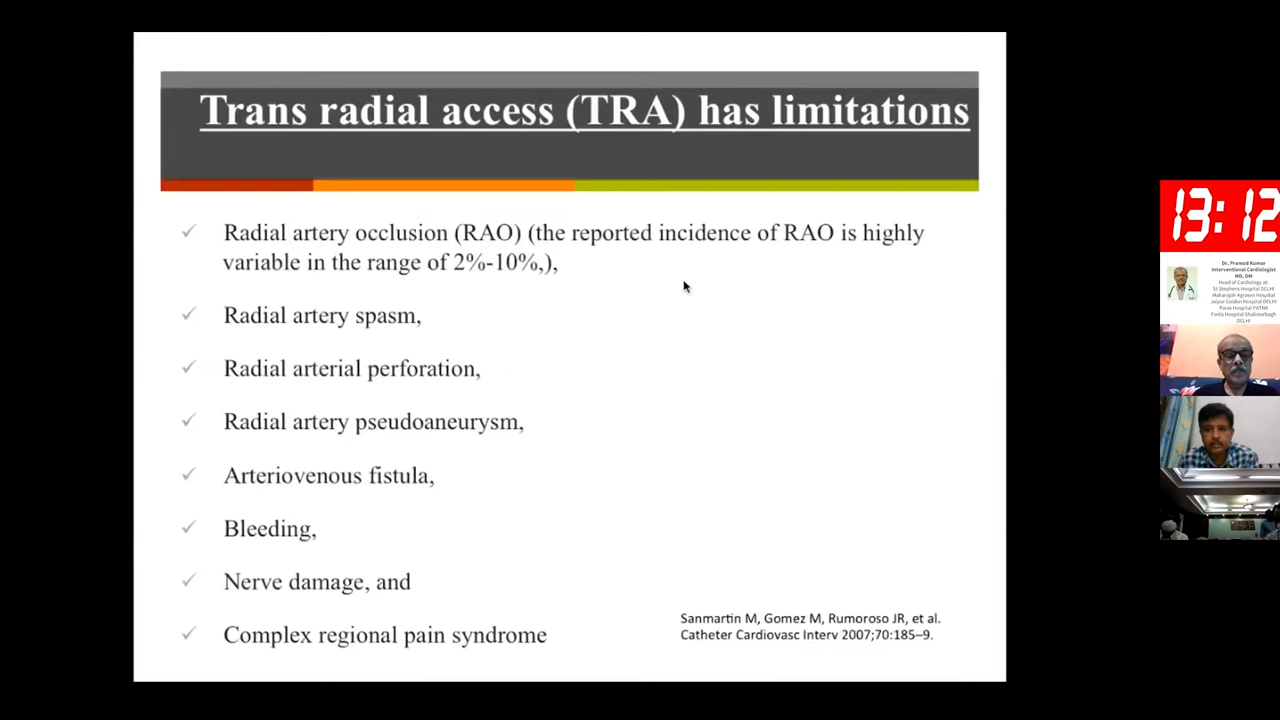 Trans radial access (TRA) has limitations
Radial artery occlusion (RAO) (the reported incidence of RAO is highly
variable in the range of 2%-10%,),
Radial artery spasm,
Radial arterial perforation,
Radial artery pseudoaneurysm,
Arteriovenous fistula,
Bleeding,
Nerve damage, and
Complex regional pain syndrome
Sanmartin M, Gomez M, Rumoroso JR, et al.
Catheter Cardiovasc Interv 2007;70:185–9.
13:12
Dr. Pramod Kumar
Interventional Cardiologist
MD, DM
Head of Cardiology at:
St Stephens Hospital DELHI
Maharajah Agrasen Hospital
Jaipur Golden Hospital DELHI
Paras Hospital PATNA
Fortis Hospital Shalimarbagh
DELHI